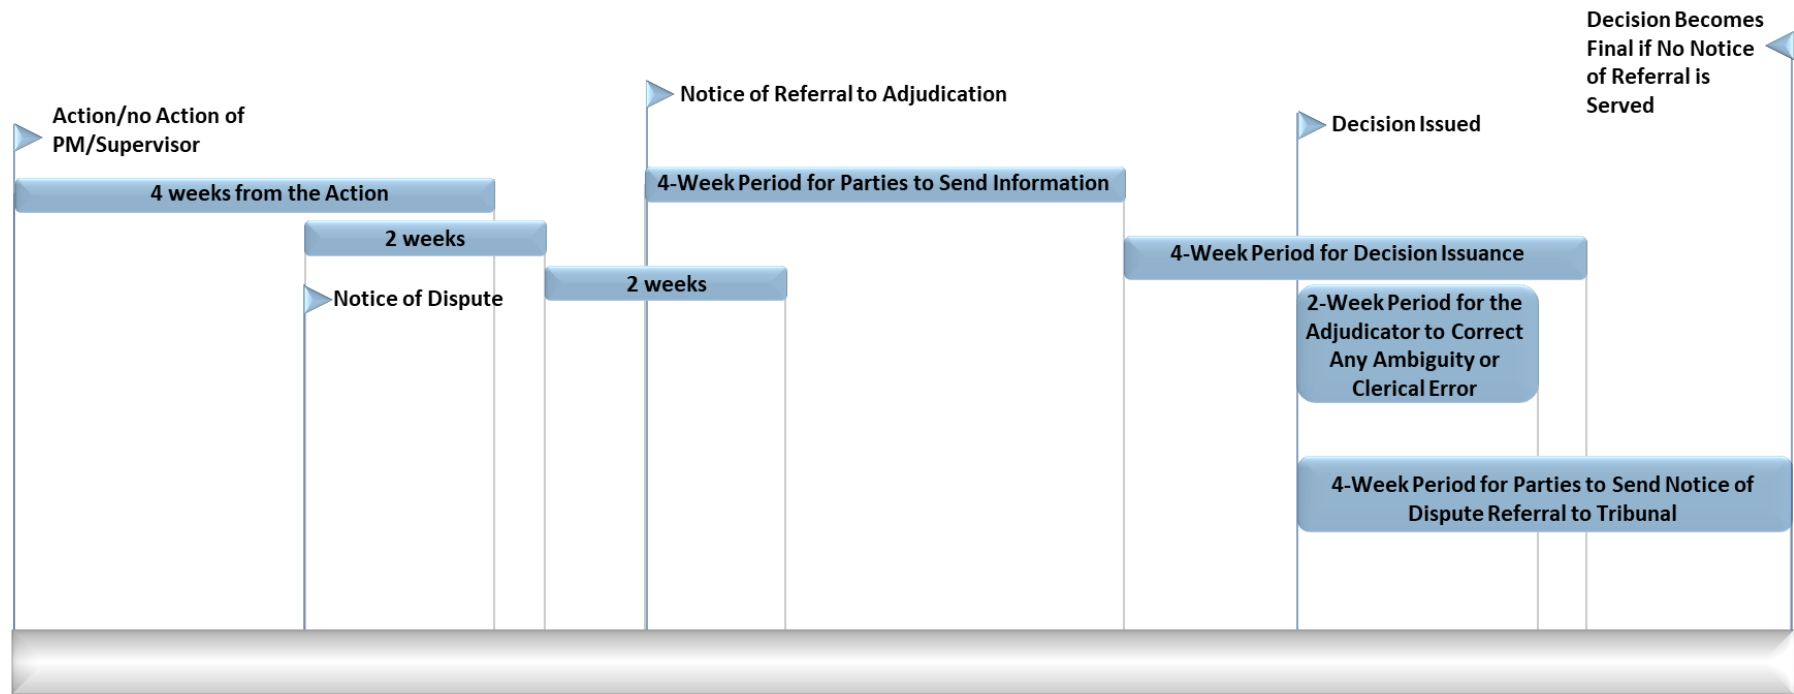 Decision Becomes
Final if No Notice
of Referral is
Served
Notice of Referral to Adjudication
Action/no Action of
PM/Supervisor
Decision Issued
4 weeks from the Action
4-Week Period for Parties to Send Information
2 weeks
4-Week Period for Decision Issuance
2 weeks
Notice of Dispute
2-Week Period for the
Adjudicator to Correct
Any Ambiguity or
Clerical Error
4-Week Period for Parties to Send Notice of
Dispute Referral to Tribunal